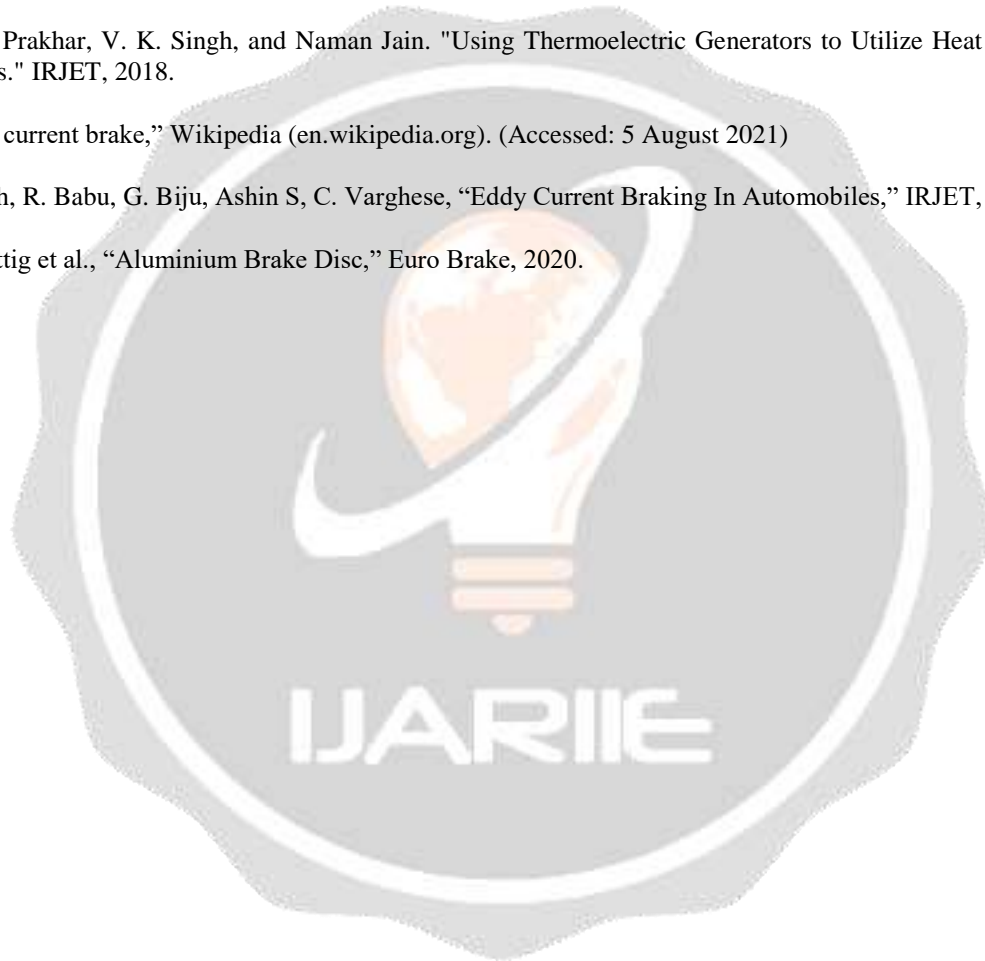 Prakhar, V. K. Singh, and Naman Jain. "Using Thermoelectric Generators to Utilize Heat
s." IRJET, 2018.
current brake,” Wikipedia (en.wikipedia.org). (Accessed: 5 August 2021)
h, R. Babu, G. Biju, Ashin S, C. Varghese, “Eddy Current Braking In Automobiles,” IRJET,
ttig et al., “Aluminium Brake Disc,” Euro Brake, 2020.
IJARIIE